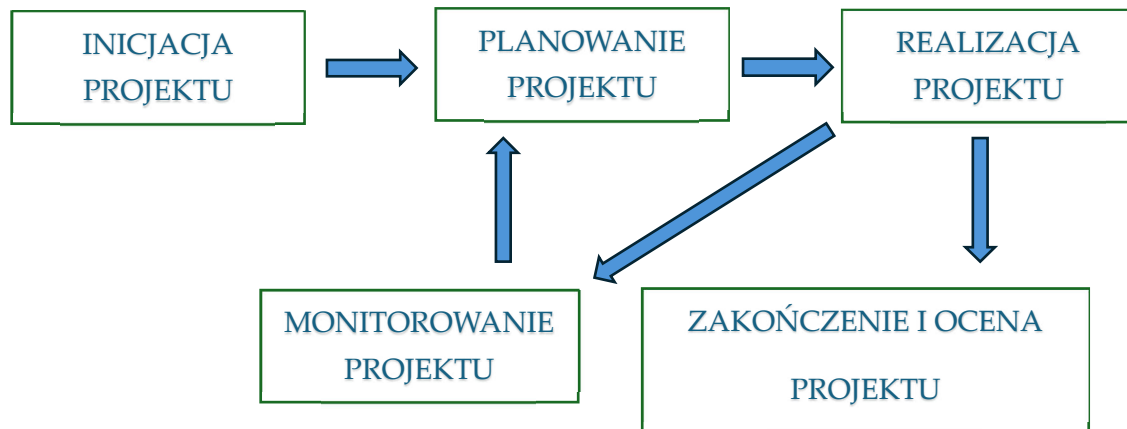 INICJACJA
PROJEKTU
PLANOWANIE
PROJEKTU
REALIZACJA
PROJEKTU
MONITOROWANIE
PROJEKTU
ZAKOŃCZENIE I OCENA
PROJEKTU